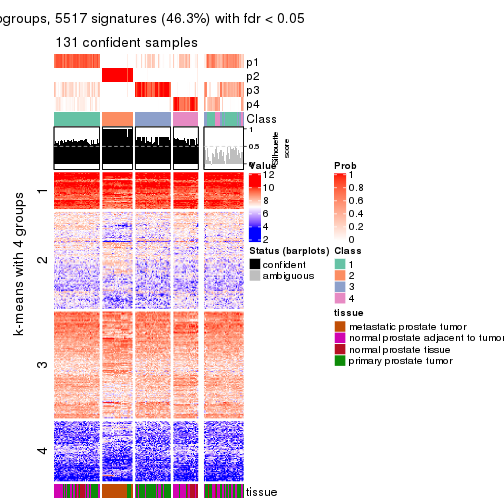 ogroups, 5517 signatures (46.3%) with fdr < 0.05
131 confident samples
p1
p2
p3
p4
Class
1
0.5
0
Silhouette
score
k-means with 4 groups
1
2
3
4
Value
12
10
8
6
4
2
Prob
1
0.8
0.6
0.4
0.2
0
Status (barplots)
confident
ambiguous
Class
1
2
3
4
tissue
metastatic prostate tumor
normal prostate adjacent to tumor
normal prostate tissue
primary prostate tumor
tissue